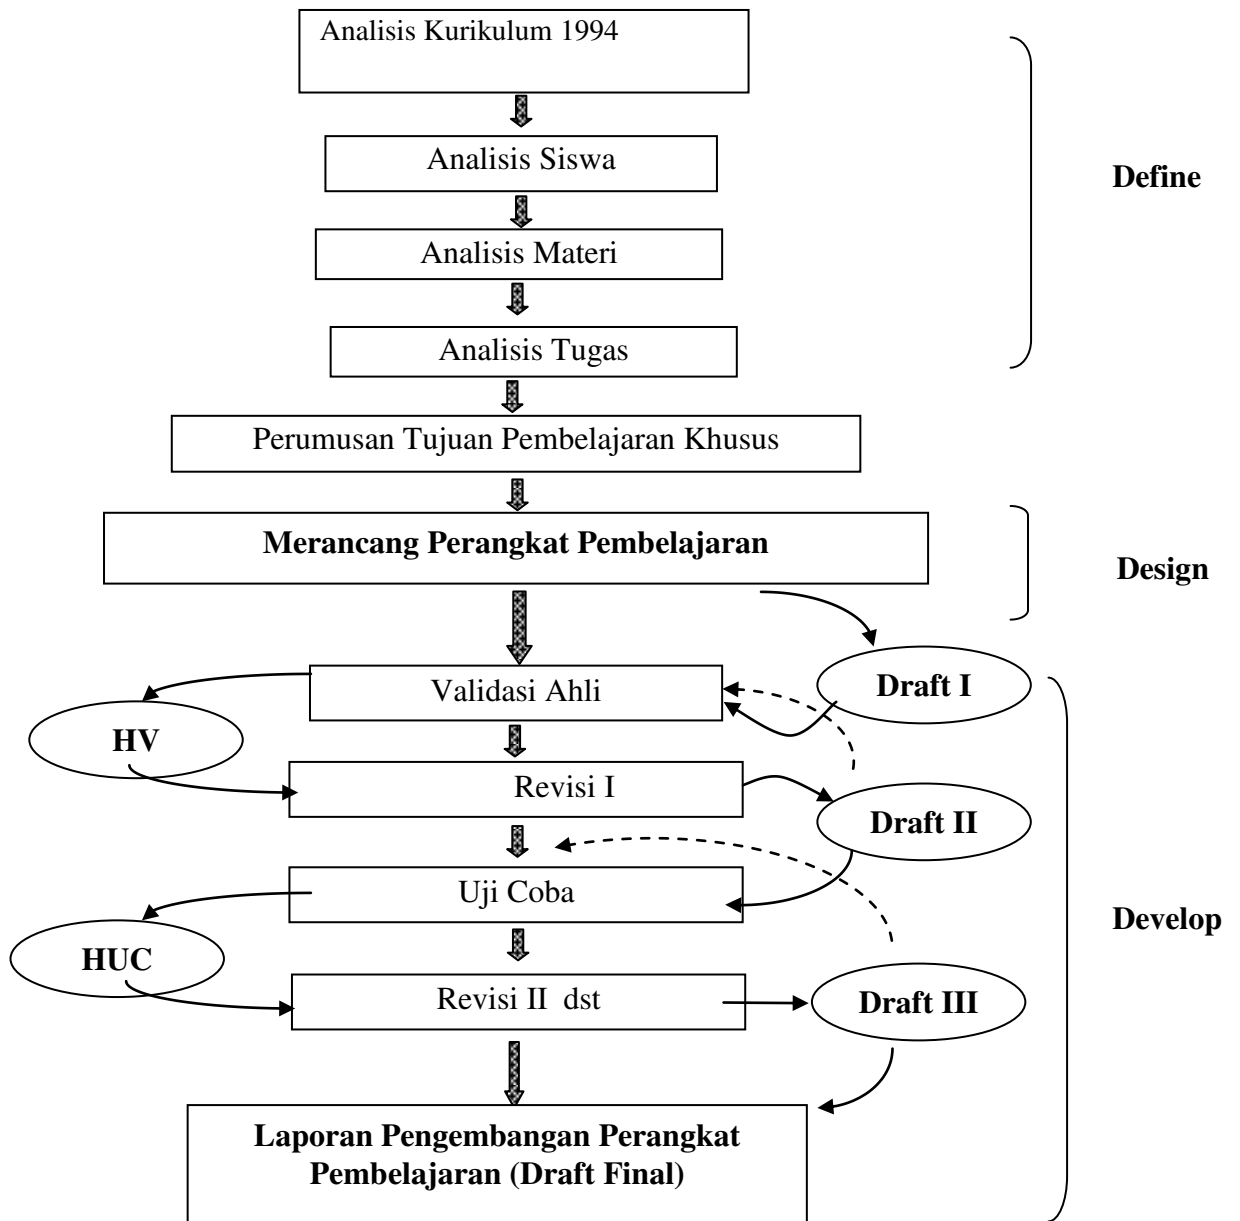 Analisis Kurikulum 1994
Analisis Siswa
Define
Analisis Materi
Analisis Tugas
Perumusan Tujuan Pembelajaran Khusus
Merancang Perangkat Pembelajaran
Design
Validasi Ahli
Draft I
HV
Revisi I
Draft II
Uji Coba
Develop
HUC
Revisi II  dst
Draft III
Laporan Pengembangan Perangkat
Pembelajaran (Draft Final)